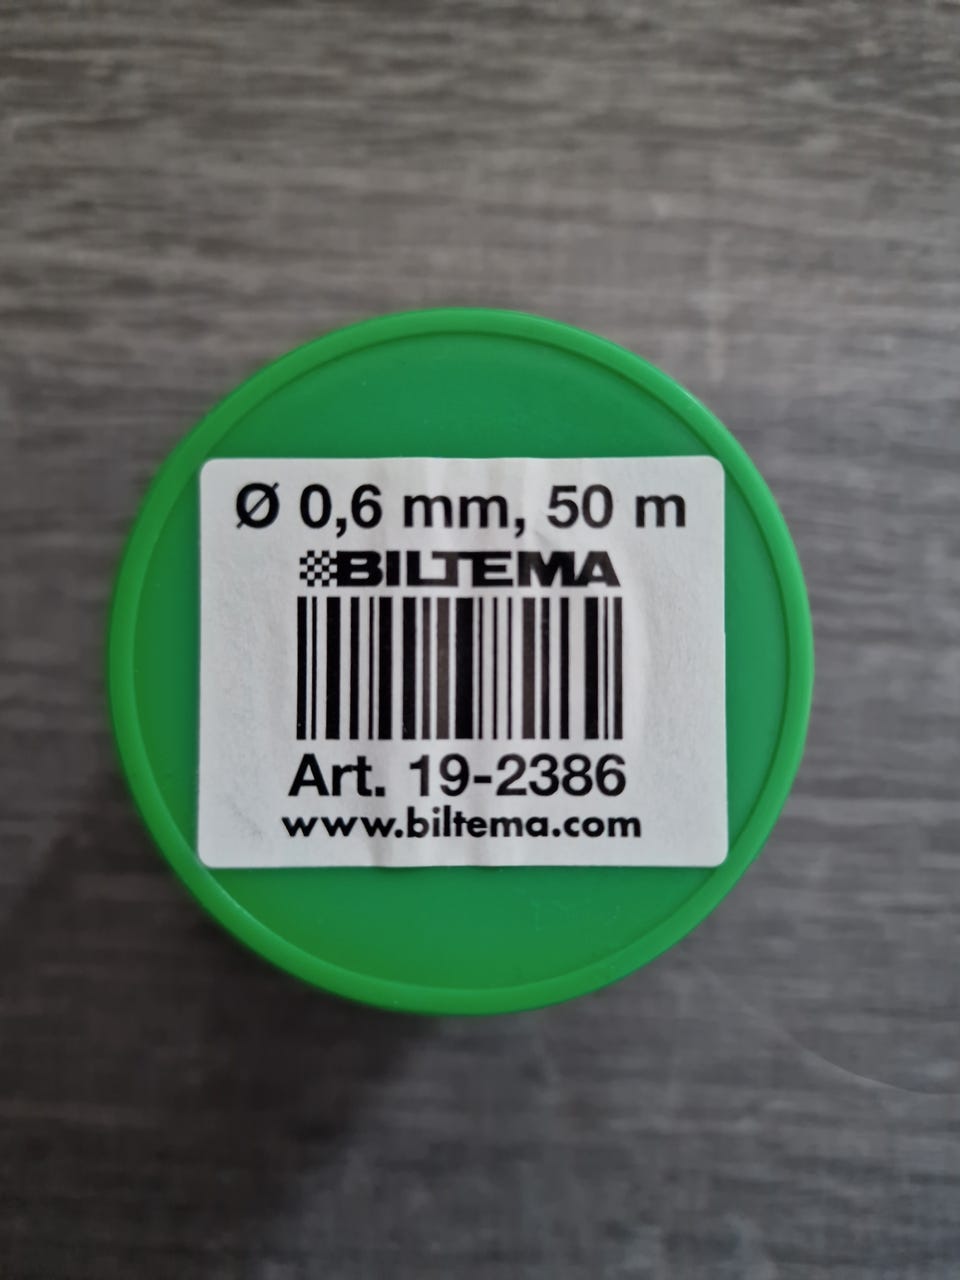 Ø 0,6 mm, 50 m
BILTEMA
Art. 19-2386
www.biltema.com